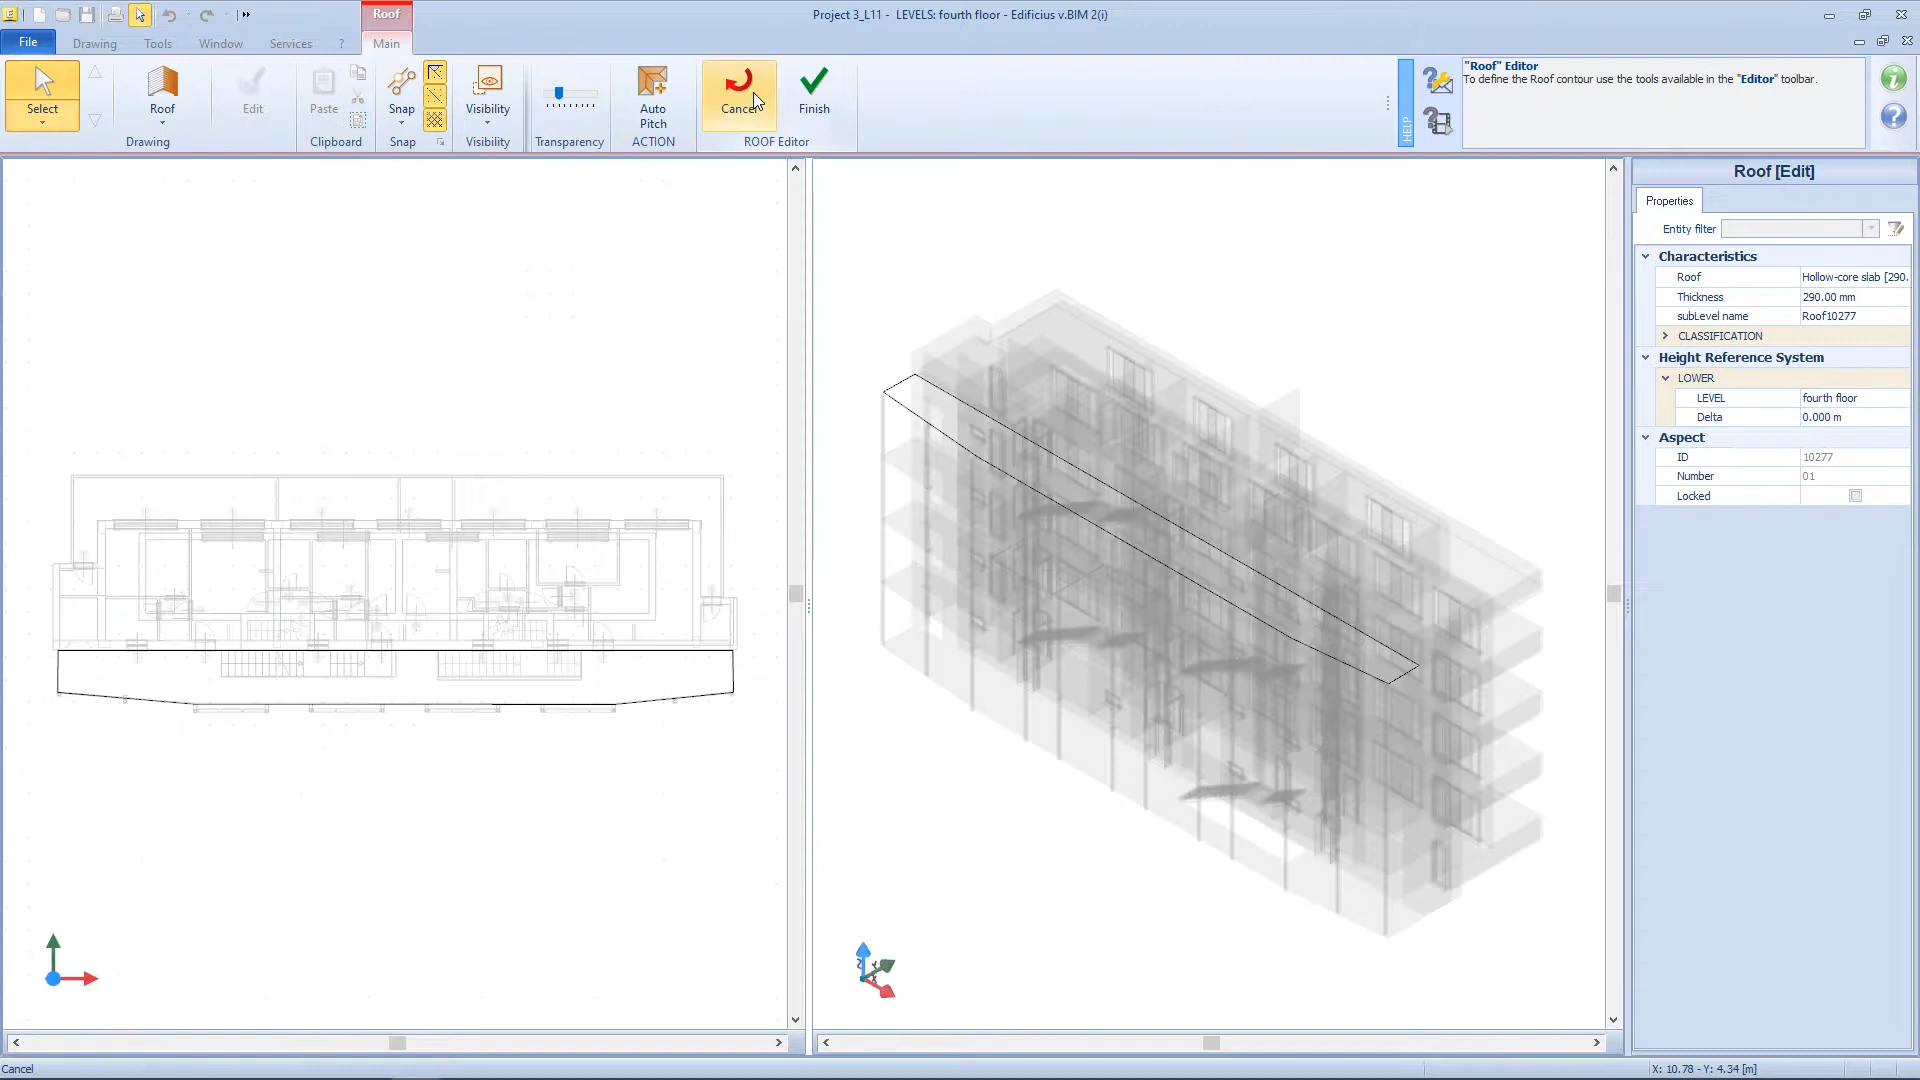 Roof
Project 3_L11 - LEVELS: fourth floor - Edificius v.BIM 2(i)
File
Drawing
Tools
Window
Services
?
Main
Select
Roof
Edit
Paste
Snap
Visibility
Auto
Pitch
Cancel
Finish
Drawing
Clipboard
Snap
Visibility
Transparency
ACTION
ROOF Editor
HELP
"Roof" Editor
To define the Roof contour use the tools available in the "Editor" toolbar.
Roof [Edit]
Properties
Entity filter
Characteristics
Roof Hollow-core slab [290.
Thickness 290.00 mm
subLevel name Roof10277
CLASSIFICATION
Height Reference System
LOWER
LEVEL fourth floor
Delta 0.000 m
Aspect
ID 10277
Number 01
Locked
Cancel
X: 10.78 - Y: 4.34 [m]